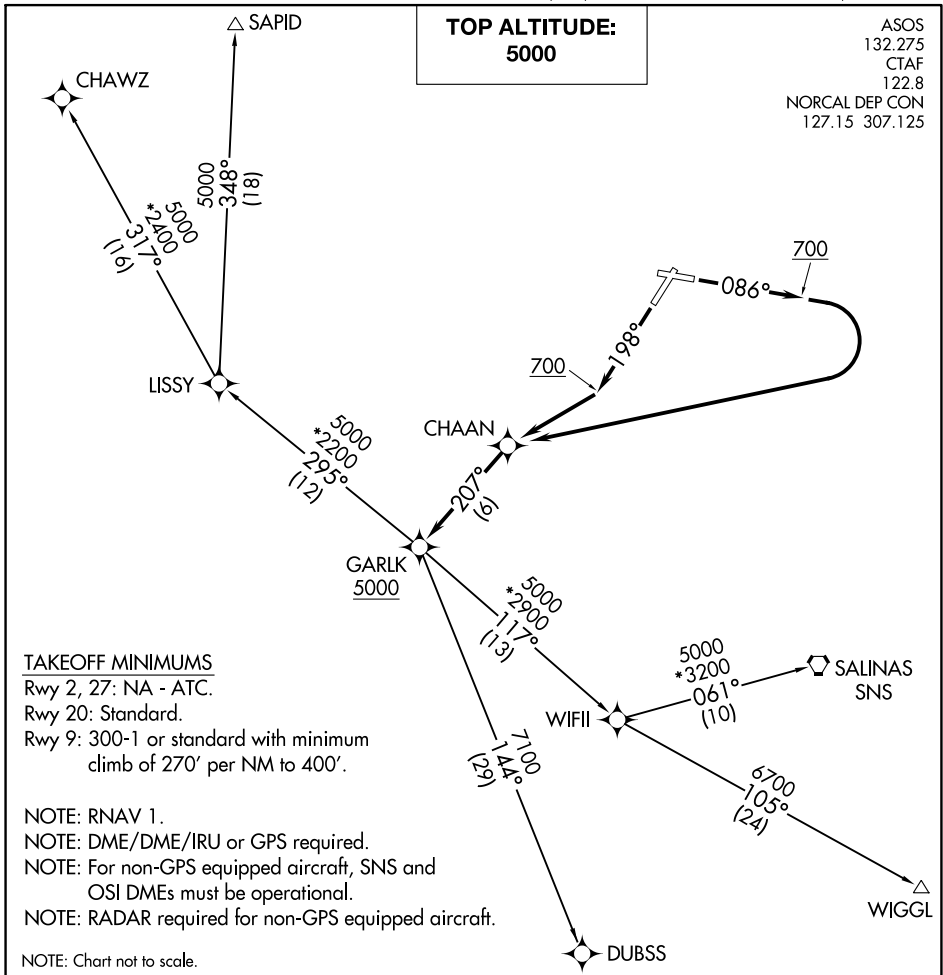 TOP ALTITUDE:
5000
ASOS
132.275
CTAF
122.8
NORCAL DEP CON
127.15 307.125
SAPID
CHAWZ
5000
348°
(18)
5000
*2400
317°
(16)
LISSY
700
086°
198°
700
CHAAN
207°
(6)
5000
*2200
295°
(12)
GARLK
5000
5000
*2900
117°
(13)
5000
*3200
061°
(10)
SALINAS
SNS
WIFII
7100
144°
(29)
6700
105°
(24)
WIGGL
DUBSS
TAKEOFF MINIMUMS
Rwy 2, 27: NA - ATC.
Rwy 20: Standard.
Rwy 9: 300-1 or standard with minimum
climb of 270' per NM to 400'.
NOTE: RNAV 1.
NOTE: DME/DME/IRU or GPS required.
NOTE: For non-GPS equipped aircraft, SNS and
OSI DMEs must be operational.
NOTE: RADAR required for non-GPS equipped aircraft.
NOTE: Chart not to scale.